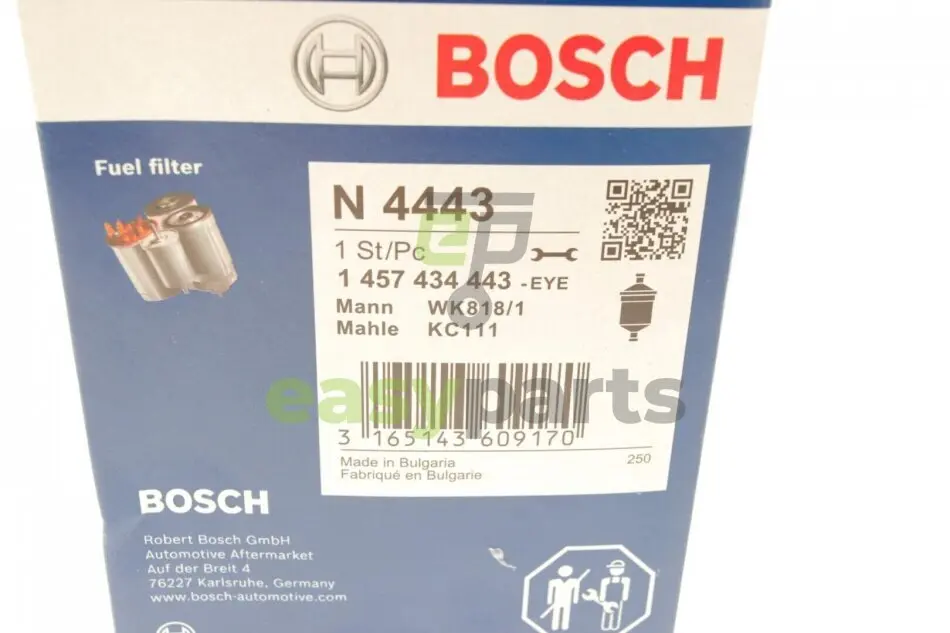 BOSCH
Fuel filter
N 4443
1 St/Pc
1 457 434 443 -EYE
Mann WK818/1
Mahle KC111
easyparts
3 165143 609170
Made in Bulgaria 250
Fabriqué en Bulgarie
BOSCH
Robert Bosch GmbH
Automotive Aftermarket
Auf der Breit 4
76227 Karlsruhe, Germany
www.bosch-automotive.com